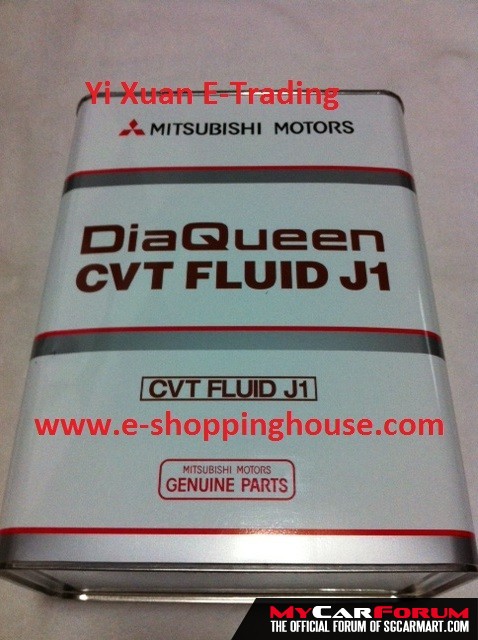 Yi Xuan E-Trading
MITSUBISHI MOTORS
DiaQueen
CVT FLUID J1
CVT FLUID J1
www.e-shoppinghouse.com
MITSUBISHI MOTORS
GENUINE PARTS
MYCARFORUM
THE OFFICIAL FORUM OF SGCARMART.COM